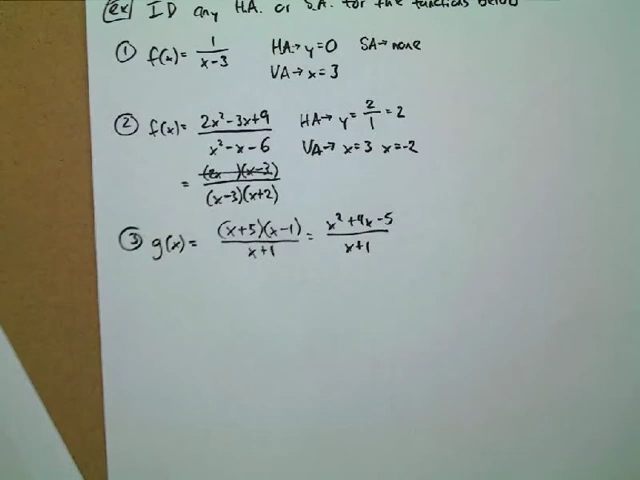 Ex ID any H.A. or S.A. for the functions below
① f(x) = 1/(x-3) HA→ y=0 SA→ none
VA→ x=3
② f(x) = (2x²-3x+9)/(x²-x-6) HA→ y = 2/1 = 2
VA→ x=3 x=-2
= (2x )(x-3)/(x-3)(x+2)
③ g(x) = (x+5)(x-1)/(x+1) = (x²+4x-5)/(x+1)